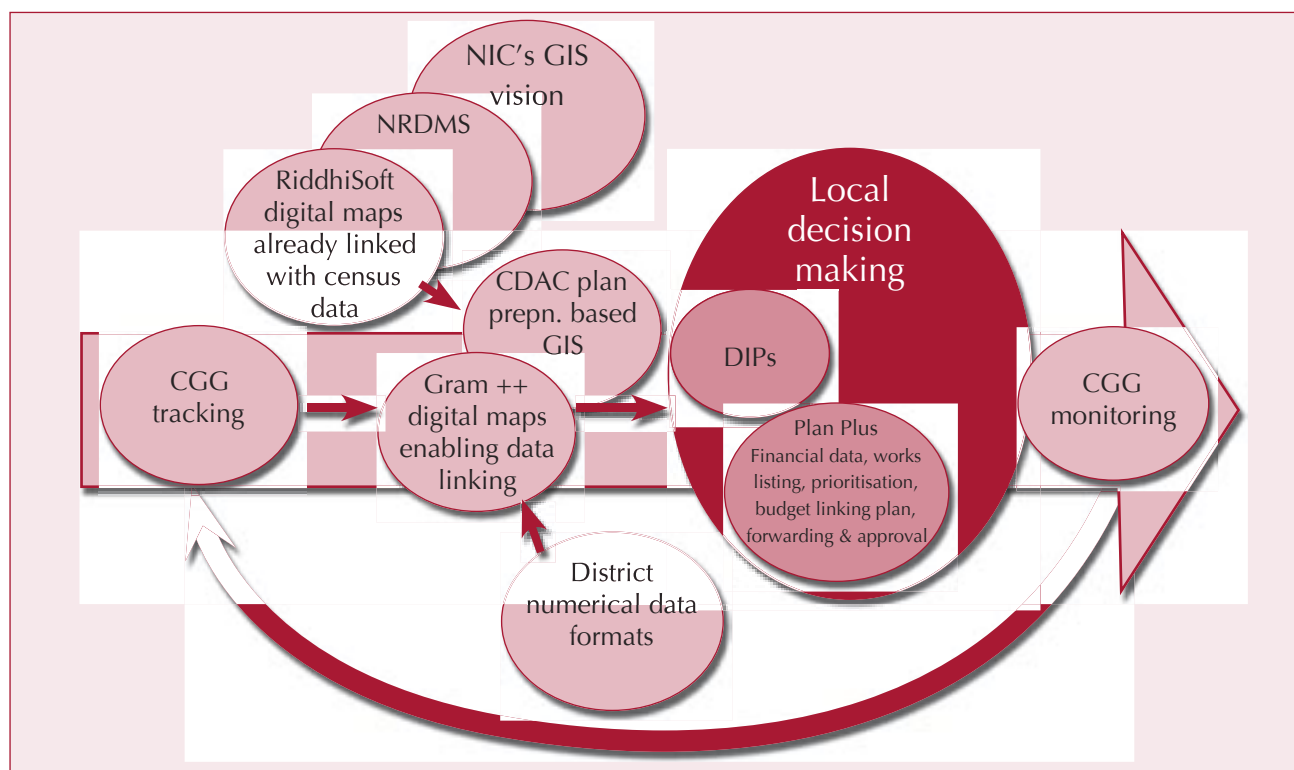 NIC's GIS
vision
NRDMS
RiddhiSoft
digital maps
already linked
with census
data
CDAC plan
prepn. based
GIS
Local
decision
making
DIPs
CGG
tracking
Gram ++
digital maps
enabling data
linking
Plan Plus
Financial data, works
listing, prioritisation,
budget linking plan,
forwarding & approval
CGG
monitoring
District
numerical data
formats